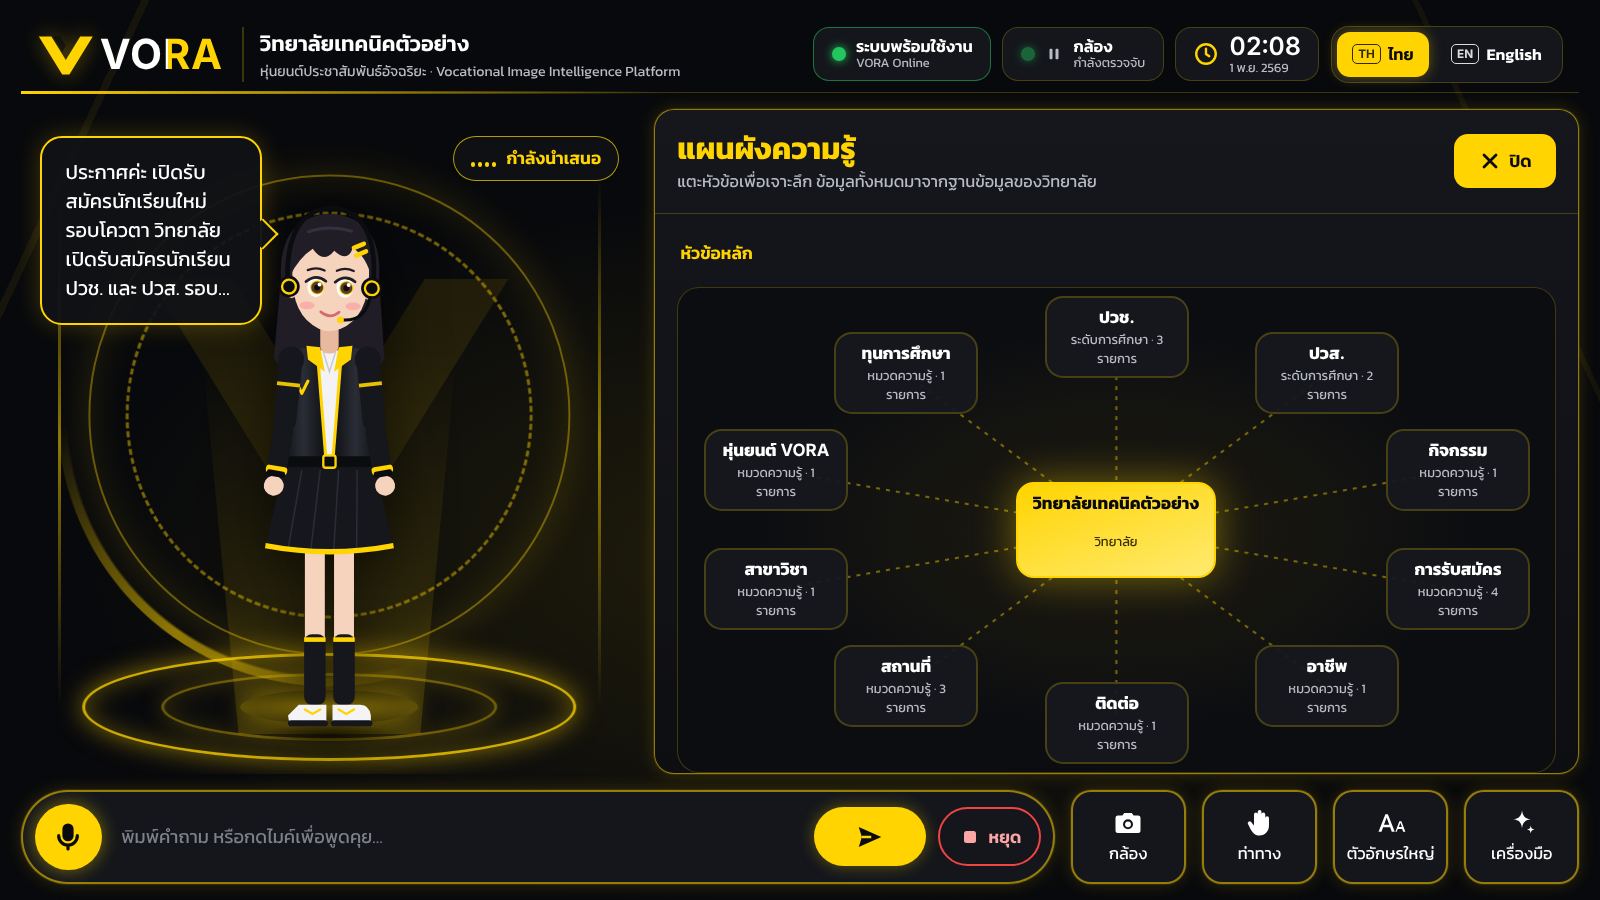 VORA
วิทยาลัยเทคนิคตัวอย่าง
หุ่นยนต์ประชาสัมพันธ์อัจฉริยะ · Vocational Image Intelligence Platform
ระบบพร้อมใช้งาน
VORA Online
กล้อง
กำลังตรวจจับ
02:08
1 พ.ย. 2569
TH ไทย
EN English
ประกาศค่ะ เปิดรับ
สมัครนักเรียนใหม่
รอบโควตา วิทยาลัย
เปิดรับสมัครนักเรียน
ปวช. และ ปวส. รอบ...
กำลังนำเสนอ
แผนผังความรู้
แตะหัวข้อเพื่อเจาะลึก ข้อมูลทั้งหมดมาจากฐานข้อมูลของวิทยาลัย
ปิด
หัวข้อหลัก
ปวช.
ระดับการศึกษา · 3
รายการ
ทุนการศึกษา
หมวดความรู้ · 1
รายการ
ปวส.
ระดับการศึกษา · 2
รายการ
หุ่นยนต์ VORA
หมวดความรู้ · 1
รายการ
กิจกรรม
หมวดความรู้ · 1
รายการ
วิทยาลัยเทคนิคตัวอย่าง
วิทยาลัย
สาขาวิชา
หมวดความรู้ · 1
รายการ
การรับสมัคร
หมวดความรู้ · 4
รายการ
สถานที่
หมวดความรู้ · 3
รายการ
อาชีพ
หมวดความรู้ · 1
รายการ
ติดต่อ
หมวดความรู้ · 1
รายการ
พิมพ์คำถาม หรือกดไมค์เพื่อพูดคุย...
หยุด
กล้อง
ท่าทาง
AA
ตัวอักษรใหญ่
เครื่องมือ